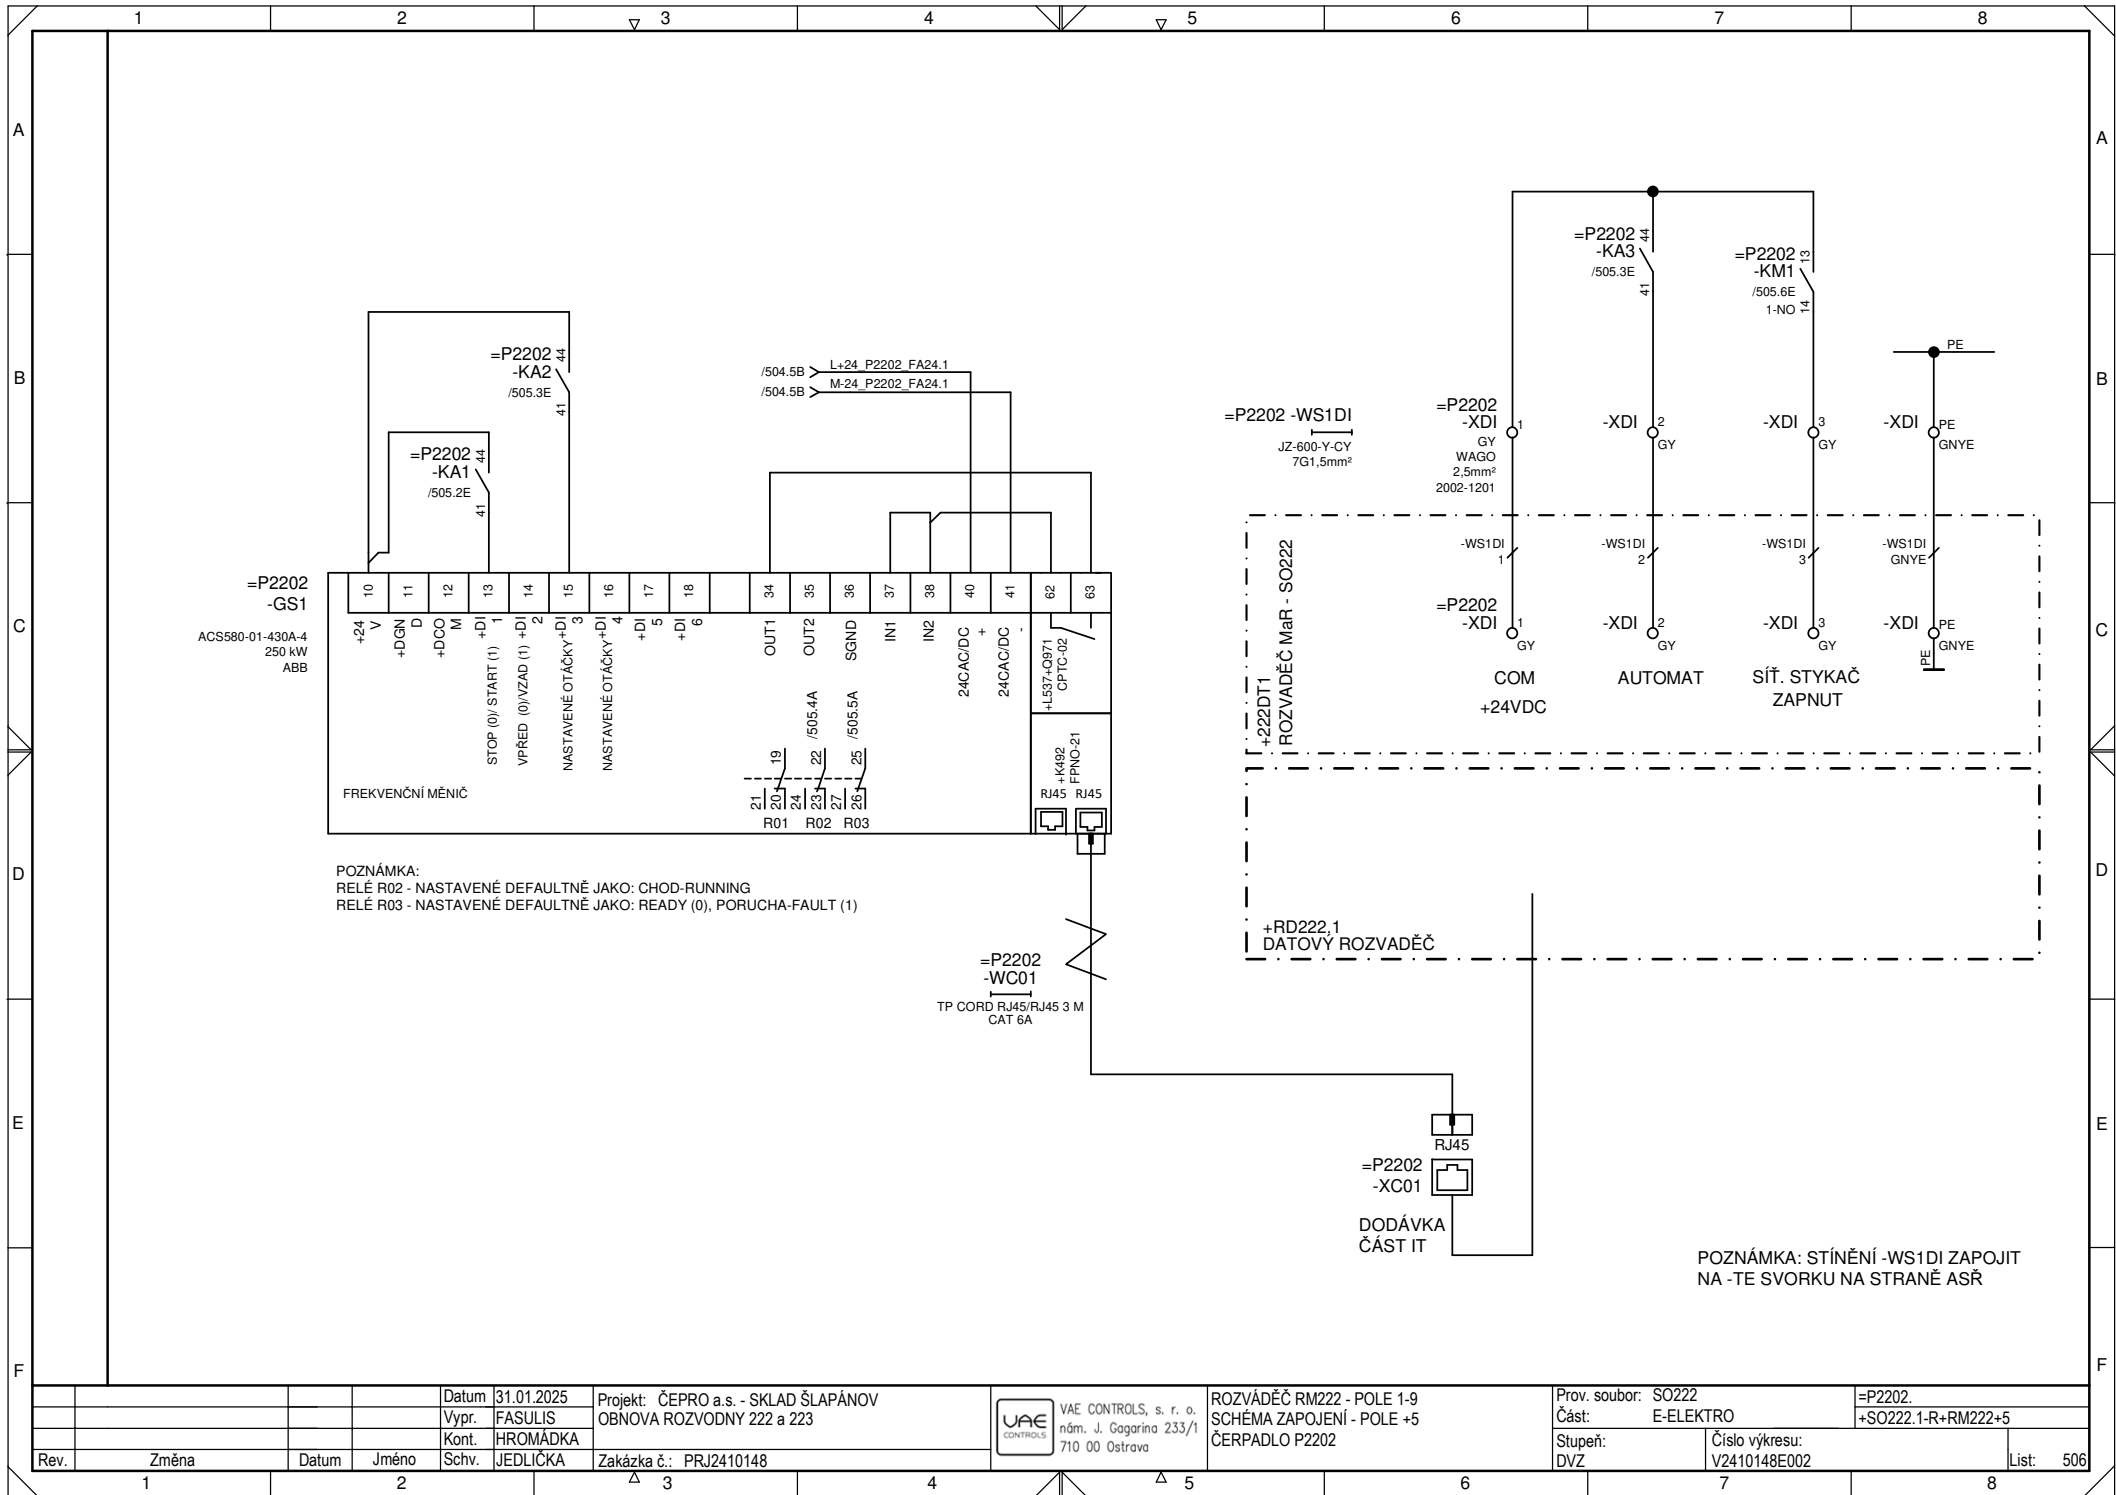 1 2 3 4 5 6 7 8
A
B
C
D
E
F
A
B
C
D
E
F
=P2202
-KA2
/505.3E
44
41
=P2202
-KA1
/505.2E
44
41
/504.5B L+24_P2202_FA24.1
/504.5B M-24_P2202_FA24.1
=P2202
-GS1
ACS580-01-430A-4
250 kW
ABB
10 11 12 13 14 15 16 17 18 34 35 36 37 38 40 41 62 63
+24
V
+DGN
D
+DCO
M
+DI
1
STOP (0)/ START (1)
+DI
2
VPŘED (0)/VZAD (1)
+DI
3
NASTAVENÉ OTÁČKY
+DI
4
NASTAVENÉ OTÁČKY
+DI
5
+DI
6
OUT1
OUT2
SGND
IN1
IN2
24CAC/DC
+
24CAC/DC
-
+L537+Q971
CPTC-02
/505.4A
/505.5A
19 22 25
21 20 24 23 27 26
R01 R02 R03
+K492
FPNO-21
RJ45 RJ45
FREKVENČNÍ MĚNIČ
POZNÁMKA:
RELÉ R02 - NASTAVENÉ DEFAULTNĚ JAKO: CHOD-RUNNING
RELÉ R03 - NASTAVENÉ DEFAULTNĚ JAKO: READY (0), PORUCHA-FAULT (1)
=P2202
-WC01
TP CORD RJ45/RJ45 3 M
CAT 6A
=P2202
-KA3
/505.3E
44
41
=P2202
-KM1
/505.6E
1-NO
13
14
PE
=P2202 -WS1DI
JZ-600-Y-CY
7G1,5mm²
=P2202
-XDI 1
GY
WAGO
2,5mm²
2002-1201
-XDI 2
GY
-XDI 3
GY
-XDI PE
GNYE
+222DT1
ROZVADĚČ MaR - SO222
-WS1DI
1
-WS1DI
2
-WS1DI
3
-WS1DI
GNYE
=P2202
-XDI 1
GY
-XDI 2
GY
-XDI 3
GY
-XDI PE
GNYE
PE
COM
+24VDC
AUTOMAT
SÍŤ. STYKAČ
ZAPNUT
+RD222,1
DATOVÝ ROZVADĚČ
RJ45
=P2202
-XC01
DODÁVKA
ČÁST IT
POZNÁMKA: STÍNĚNÍ -WS1DI ZAPOJIT
NA -TE SVORKU NA STRANĚ ASŘ
Rev. Změna Datum Jméno
Datum 31.01.2025
Vypr. FASULIS
Kont. HROMÁDKA
Schv. JEDLIČKA
Projekt: ČEPRO a.s. - SKLAD ŠLAPÁNOV
OBNOVA ROZVODNY 222 a 223
Zakázka č.: PRJ2410148
VAE
CONTROLS
VAE CONTROLS, s. r. o.
nám. J. Gagarina 233/1
710 00 Ostrava
ROZVÁDĚČ RM222 - POLE 1-9
SCHÉMA ZAPOJENÍ - POLE +5
ČERPADLO P2202
Prov. soubor: SO222
Část: E-ELEKTRO
=P2202.
+SO222.1-R+RM222+5
Stupeň:
DVZ
Číslo výkresu:
V2410148E002
List: 506
1 2 3 4 5 6 7 8